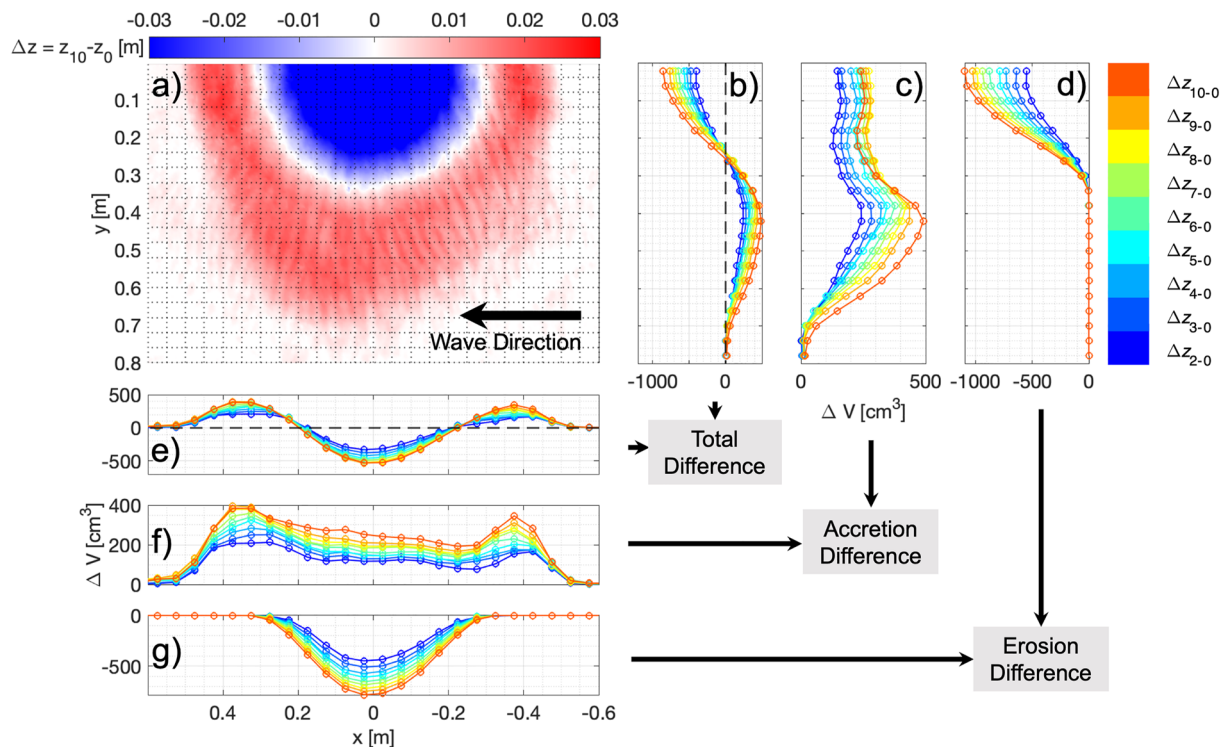 -0.03 -0.02 -0.01 0 0.01 0.02 0.03
Δz = z10-z0 [m]
a)
0.1
0.2
0.3
0.4
0.5
0.6
0.7
0.8
y [m]
Wave Direction
b)
c)
d)
-1000 0
0 500
-1000 -500 0
Δ V [cm³]
Δz10-0
Δz9-0
Δz8-0
Δz7-0
Δz6-0
Δz5-0
Δz4-0
Δz3-0
Δz2-0
500
0
-500
e)
Total
Difference
400
200
0
f)
Δ V [cm³]
Accretion
Difference
0
-500
g)
Erosion
Difference
0.4 0.2 0 -0.2 -0.4 -0.6
x [m]